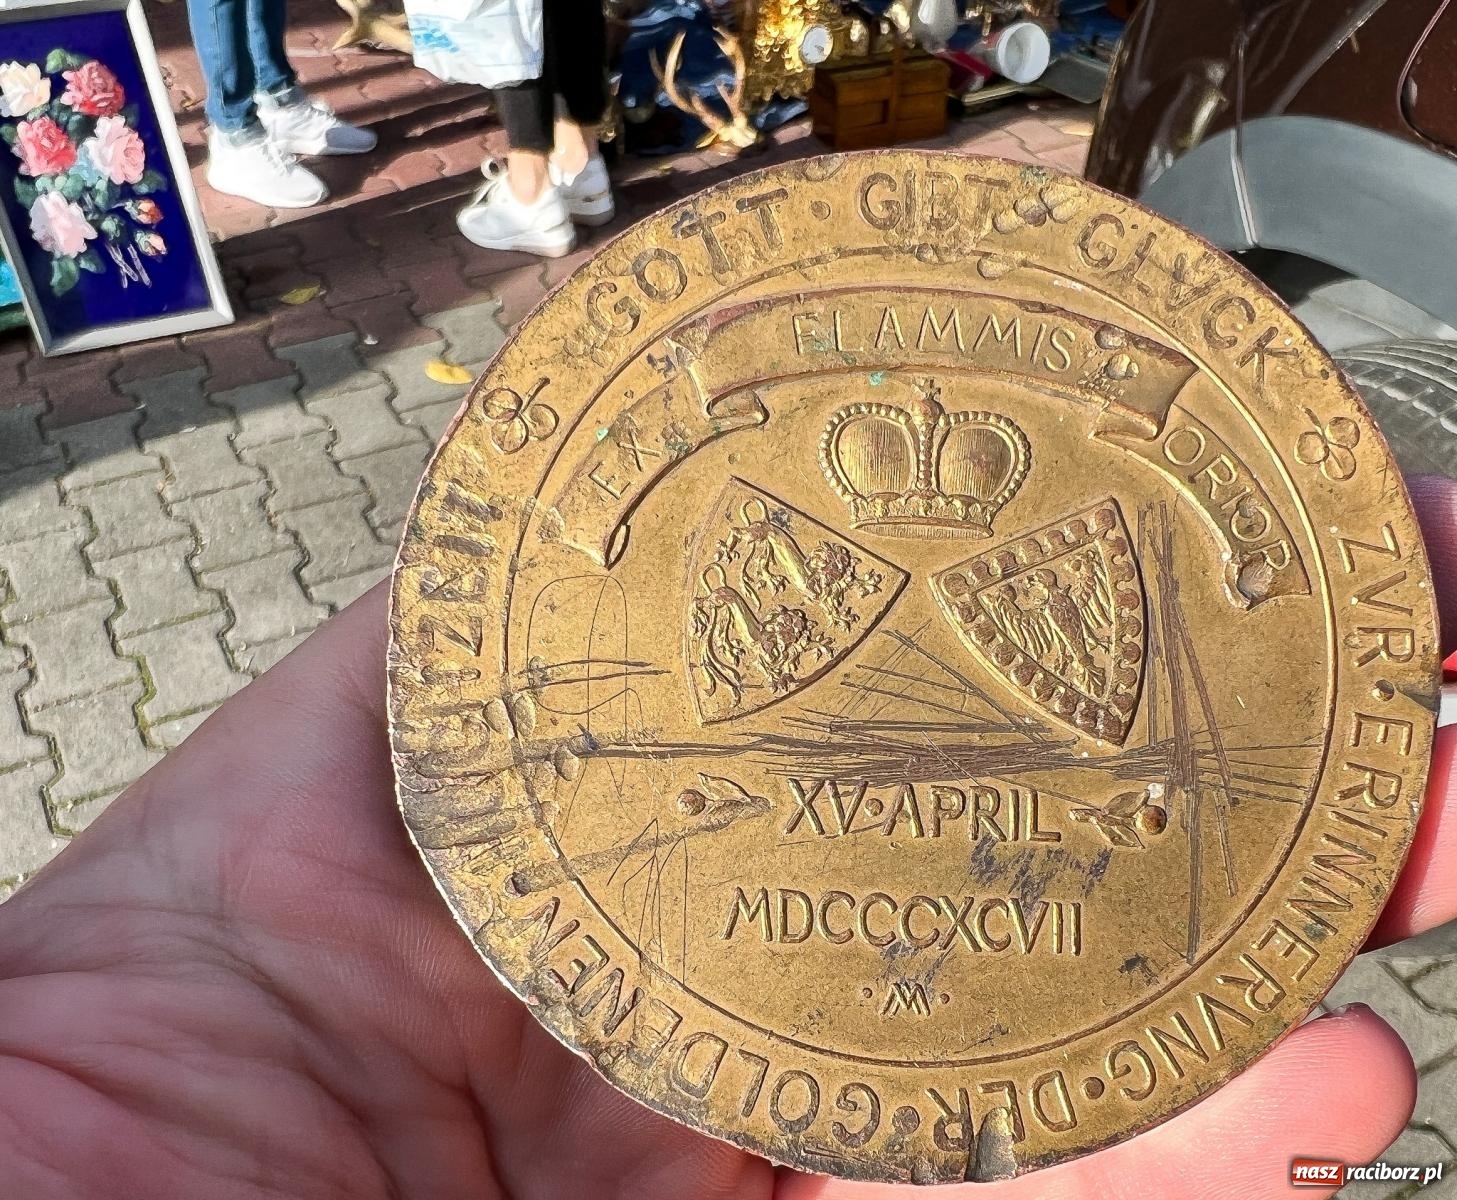 GOTT · GIBT · GLVCK
ZVR · ERINNERVNG · DER · GOLDENEN HOCHZEIT
EX FLAMMIS ORIOR
XV · APRIL
MDCCCXCVII
nasz raciborz.pl